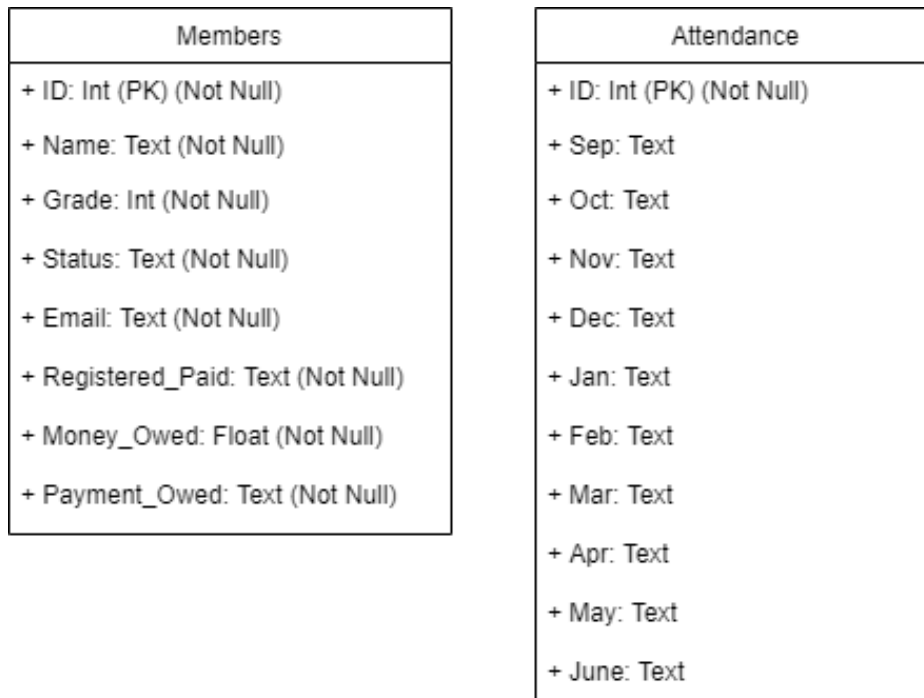 Members
+ ID: Int (PK) (Not Null)
+ Name: Text (Not Null)
+ Grade: Int (Not Null)
+ Status: Text (Not Null)
+ Email: Text (Not Null)
+ Registered_Paid: Text (Not Null)
+ Money_Owed: Float (Not Null)
+ Payment_Owed: Text (Not Null)
Attendance
+ ID: Int (PK) (Not Null)
+ Sep: Text
+ Oct: Text
+ Nov: Text
+ Dec: Text
+ Jan: Text
+ Feb: Text
+ Mar: Text
+ Apr: Text
+ May: Text
+ June: Text